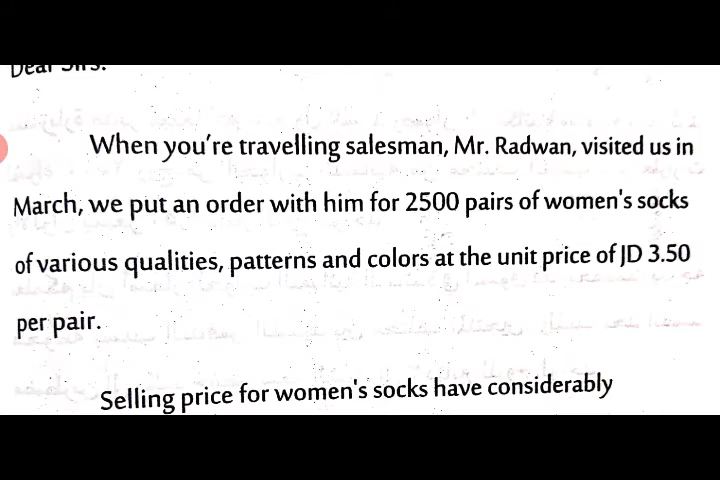 Dear Sirs.
When you're travelling salesman, Mr. Radwan, visited us in
March, we put an order with him for 2500 pairs of women's socks
of various qualities, patterns and colors at the unit price of JD 3.50
per pair.
Selling price for women's socks have considerably